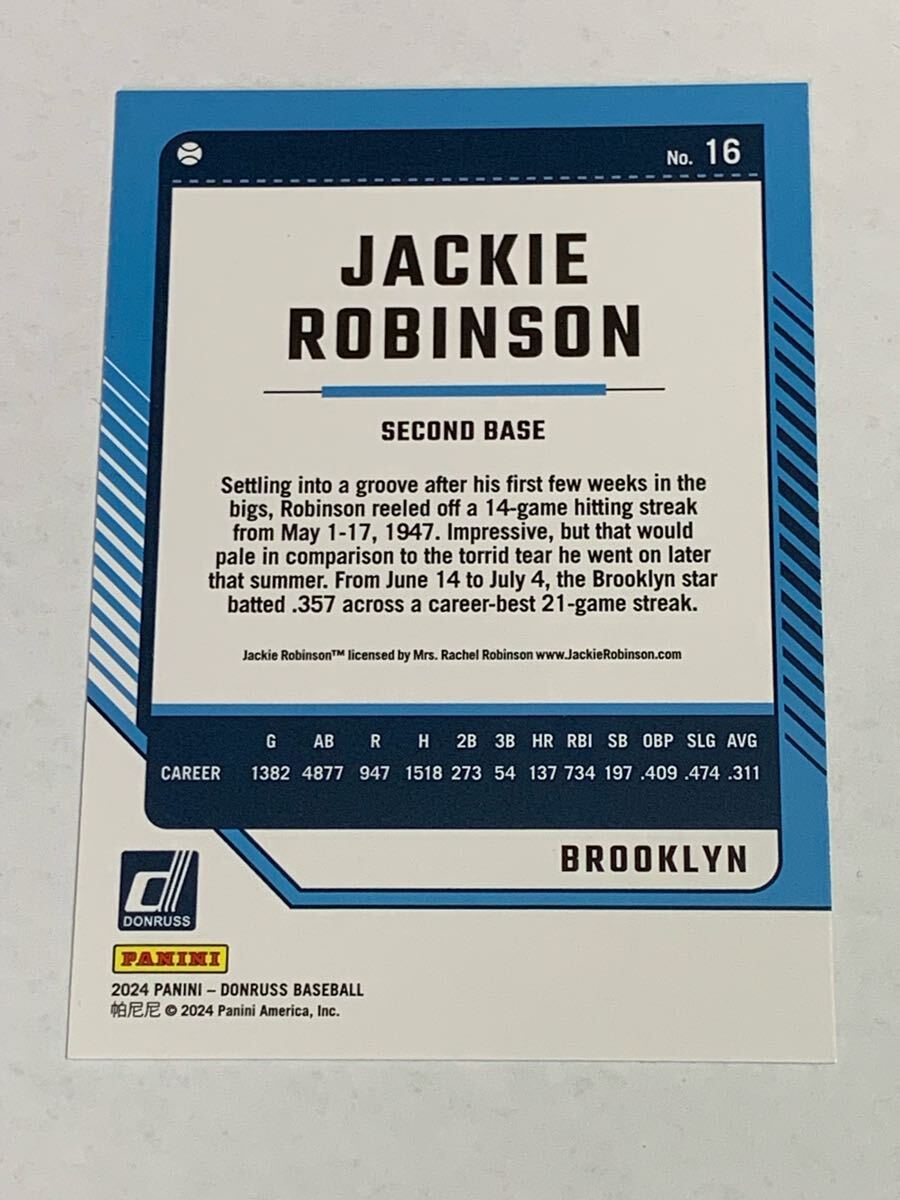 No. 16
JACKIE
ROBINSON
SECOND BASE
Settling into a groove after his first few weeks in the
bigs, Robinson reeled off a 14-game hitting streak
from May 1-17, 1947. Impressive, but that would
pale in comparison to the torrid tear he went on later
that summer. From June 14 to July 4, the Brooklyn star
batted .357 across a career-best 21-game streak.
Jackie Robinson™ licensed by Mrs. Rachel Robinson www.JackieRobinson.com
G AB R H 2B 3B HR RBI SB OBP SLG AVG
CAREER 1382 4877 947 1518 273 54 137 734 197 .409 .474 .311
BROOKLYN
d
DONRUSS
PANINI
2024 PANINI – DONRUSS BASEBALL
帕尼尼 © 2024 Panini America, Inc.